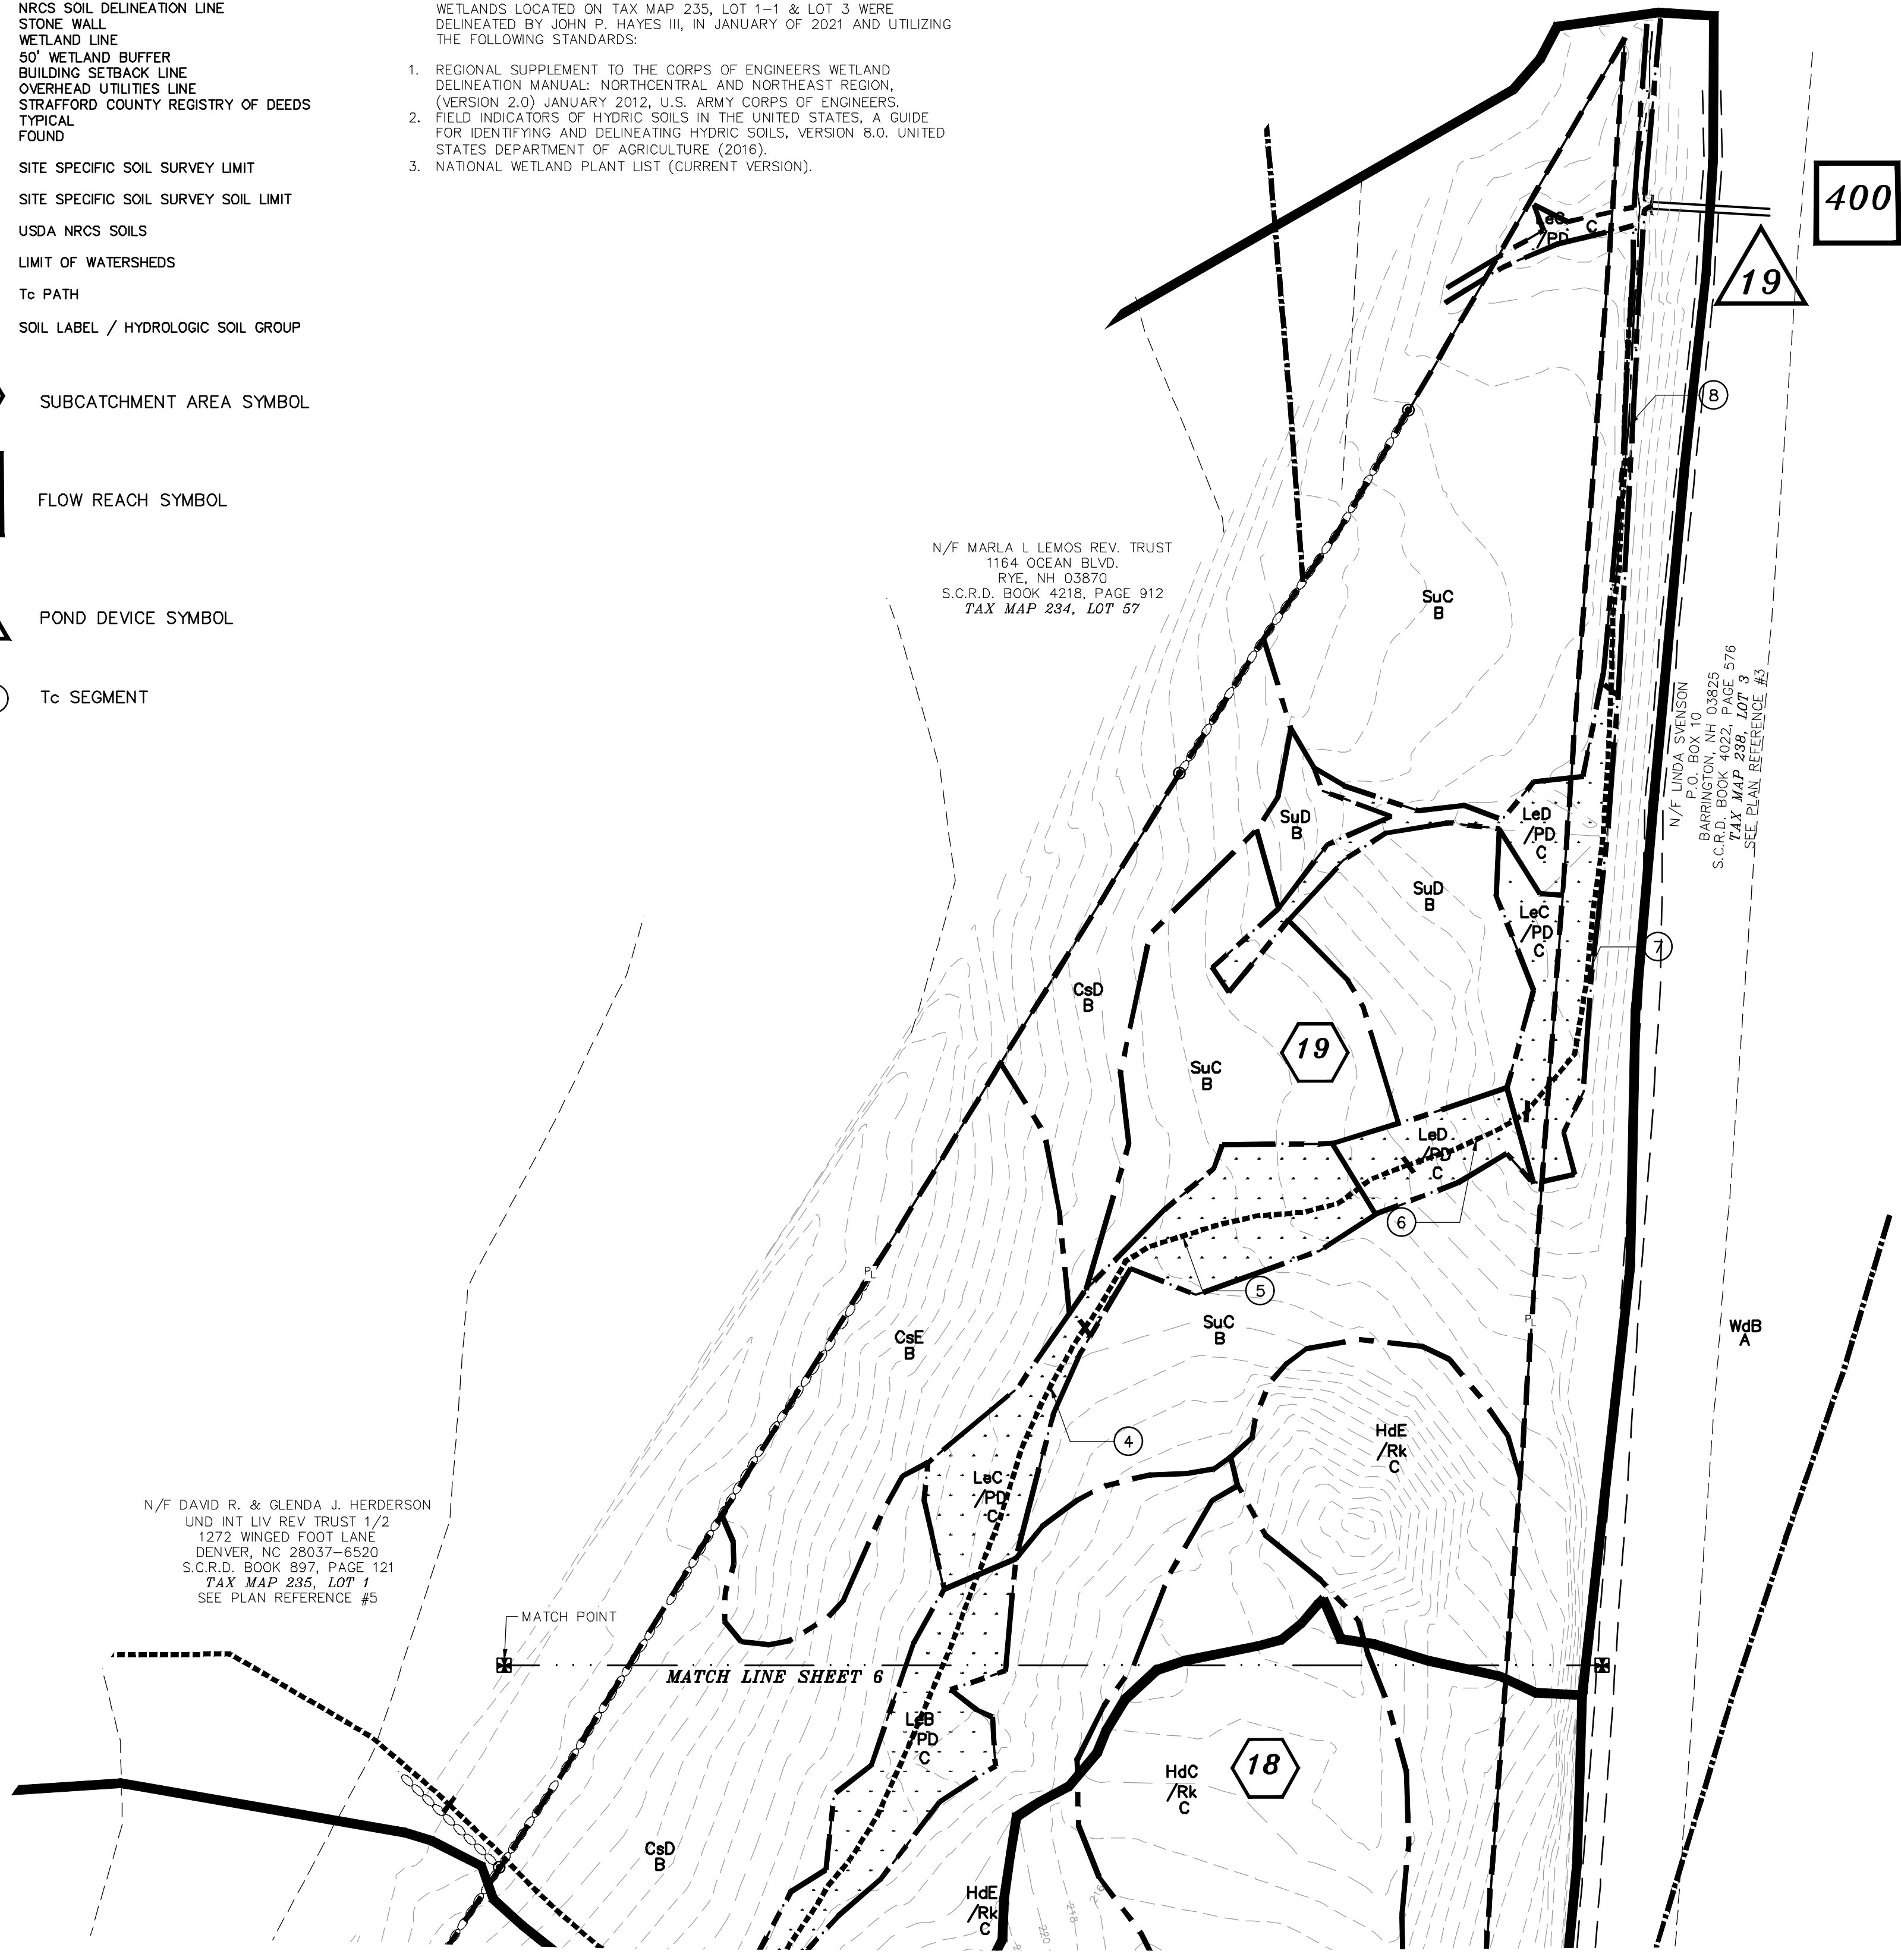 NRCS SOIL DELINEATION LINE
STONE WALL
WETLAND LINE
50' WETLAND BUFFER
BUILDING SETBACK LINE
OVERHEAD UTILITIES LINE
STRAFFORD COUNTY REGISTRY OF DEEDS
TYPICAL
FOUND
SITE SPECIFIC SOIL SURVEY LIMIT
SITE SPECIFIC SOIL SURVEY SOIL LIMIT
USDA NRCS SOILS
LIMIT OF WATERSHEDS
Tc PATH
SOIL LABEL / HYDROLOGIC SOIL GROUP
SUBCATCHMENT AREA SYMBOL
FLOW REACH SYMBOL
POND DEVICE SYMBOL
Tc SEGMENT
WETLANDS LOCATED ON TAX MAP 235, LOT 1-1 & LOT 3 WERE
DELINEATED BY JOHN P. HAYES III, IN JANUARY OF 2021 AND UTILIZING
THE FOLLOWING STANDARDS:
1. REGIONAL SUPPLEMENT TO THE CORPS OF ENGINEERS WETLAND
DELINEATION MANUAL: NORTHCENTRAL AND NORTHEAST REGION,
(VERSION 2.0) JANUARY 2012, U.S. ARMY CORPS OF ENGINEERS.
2. FIELD INDICATORS OF HYDRIC SOILS IN THE UNITED STATES, A GUIDE
FOR IDENTIFYING AND DELINEATING HYDRIC SOILS, VERSION 8.0. UNITED
STATES DEPARTMENT OF AGRICULTURE (2016).
3. NATIONAL WETLAND PLANT LIST (CURRENT VERSION).
400
19
LeC
/PD
C
8
N/F MARLA L LEMOS REV. TRUST
1164 OCEAN BLVD.
RYE, NH 03870
S.C.R.D. BOOK 4218, PAGE 912
TAX MAP 234, LOT 57
SuC
B
N/F LINDA SVENSON
P.O. BOX 10
BARRINGTON, NH 03825
S.C.R.D. BOOK 4022, PAGE 576
TAX MAP 238, LOT 3
SEE PLAN REFERENCE #3
SuD
B
LeD
/PD
C
SuD
B
LeC
/PD
C
7
CsD
B
19
SuC
B
LeD
/PD
C
6
PL
5
SuC
B
PL
WdB
A
CsE
B
4
HdE
/Rk
C
LeC
/PD
C
N/F DAVID R. & GLENDA J. HERDERSON
UND INT LIV REV TRUST 1/2
1272 WINGED FOOT LANE
DENVER, NC 28037-6520
S.C.R.D. BOOK 897, PAGE 121
TAX MAP 235, LOT 1
SEE PLAN REFERENCE #5
MATCH POINT
MATCH LINE SHEET 6
LeB
/PD
C
HdC
/Rk
C
18
CsD
B
HdE
/Rk
C
220
218
216